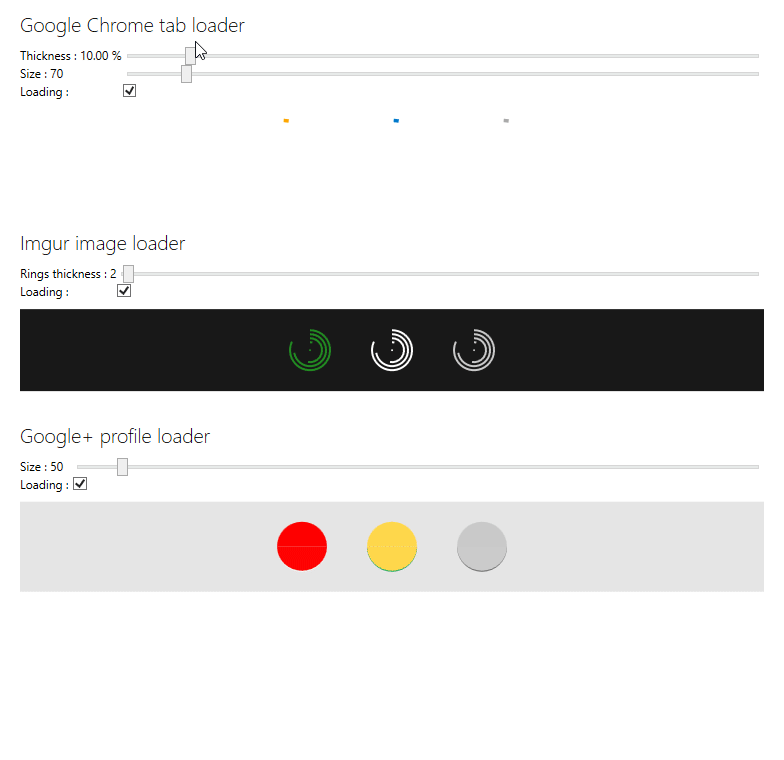 Google Chrome tab loader
Thickness : 10.00 %
Size : 70
Loading :
Imgur image loader
Rings thickness : 2
Loading :
Google+ profile loader
Size : 50
Loading :